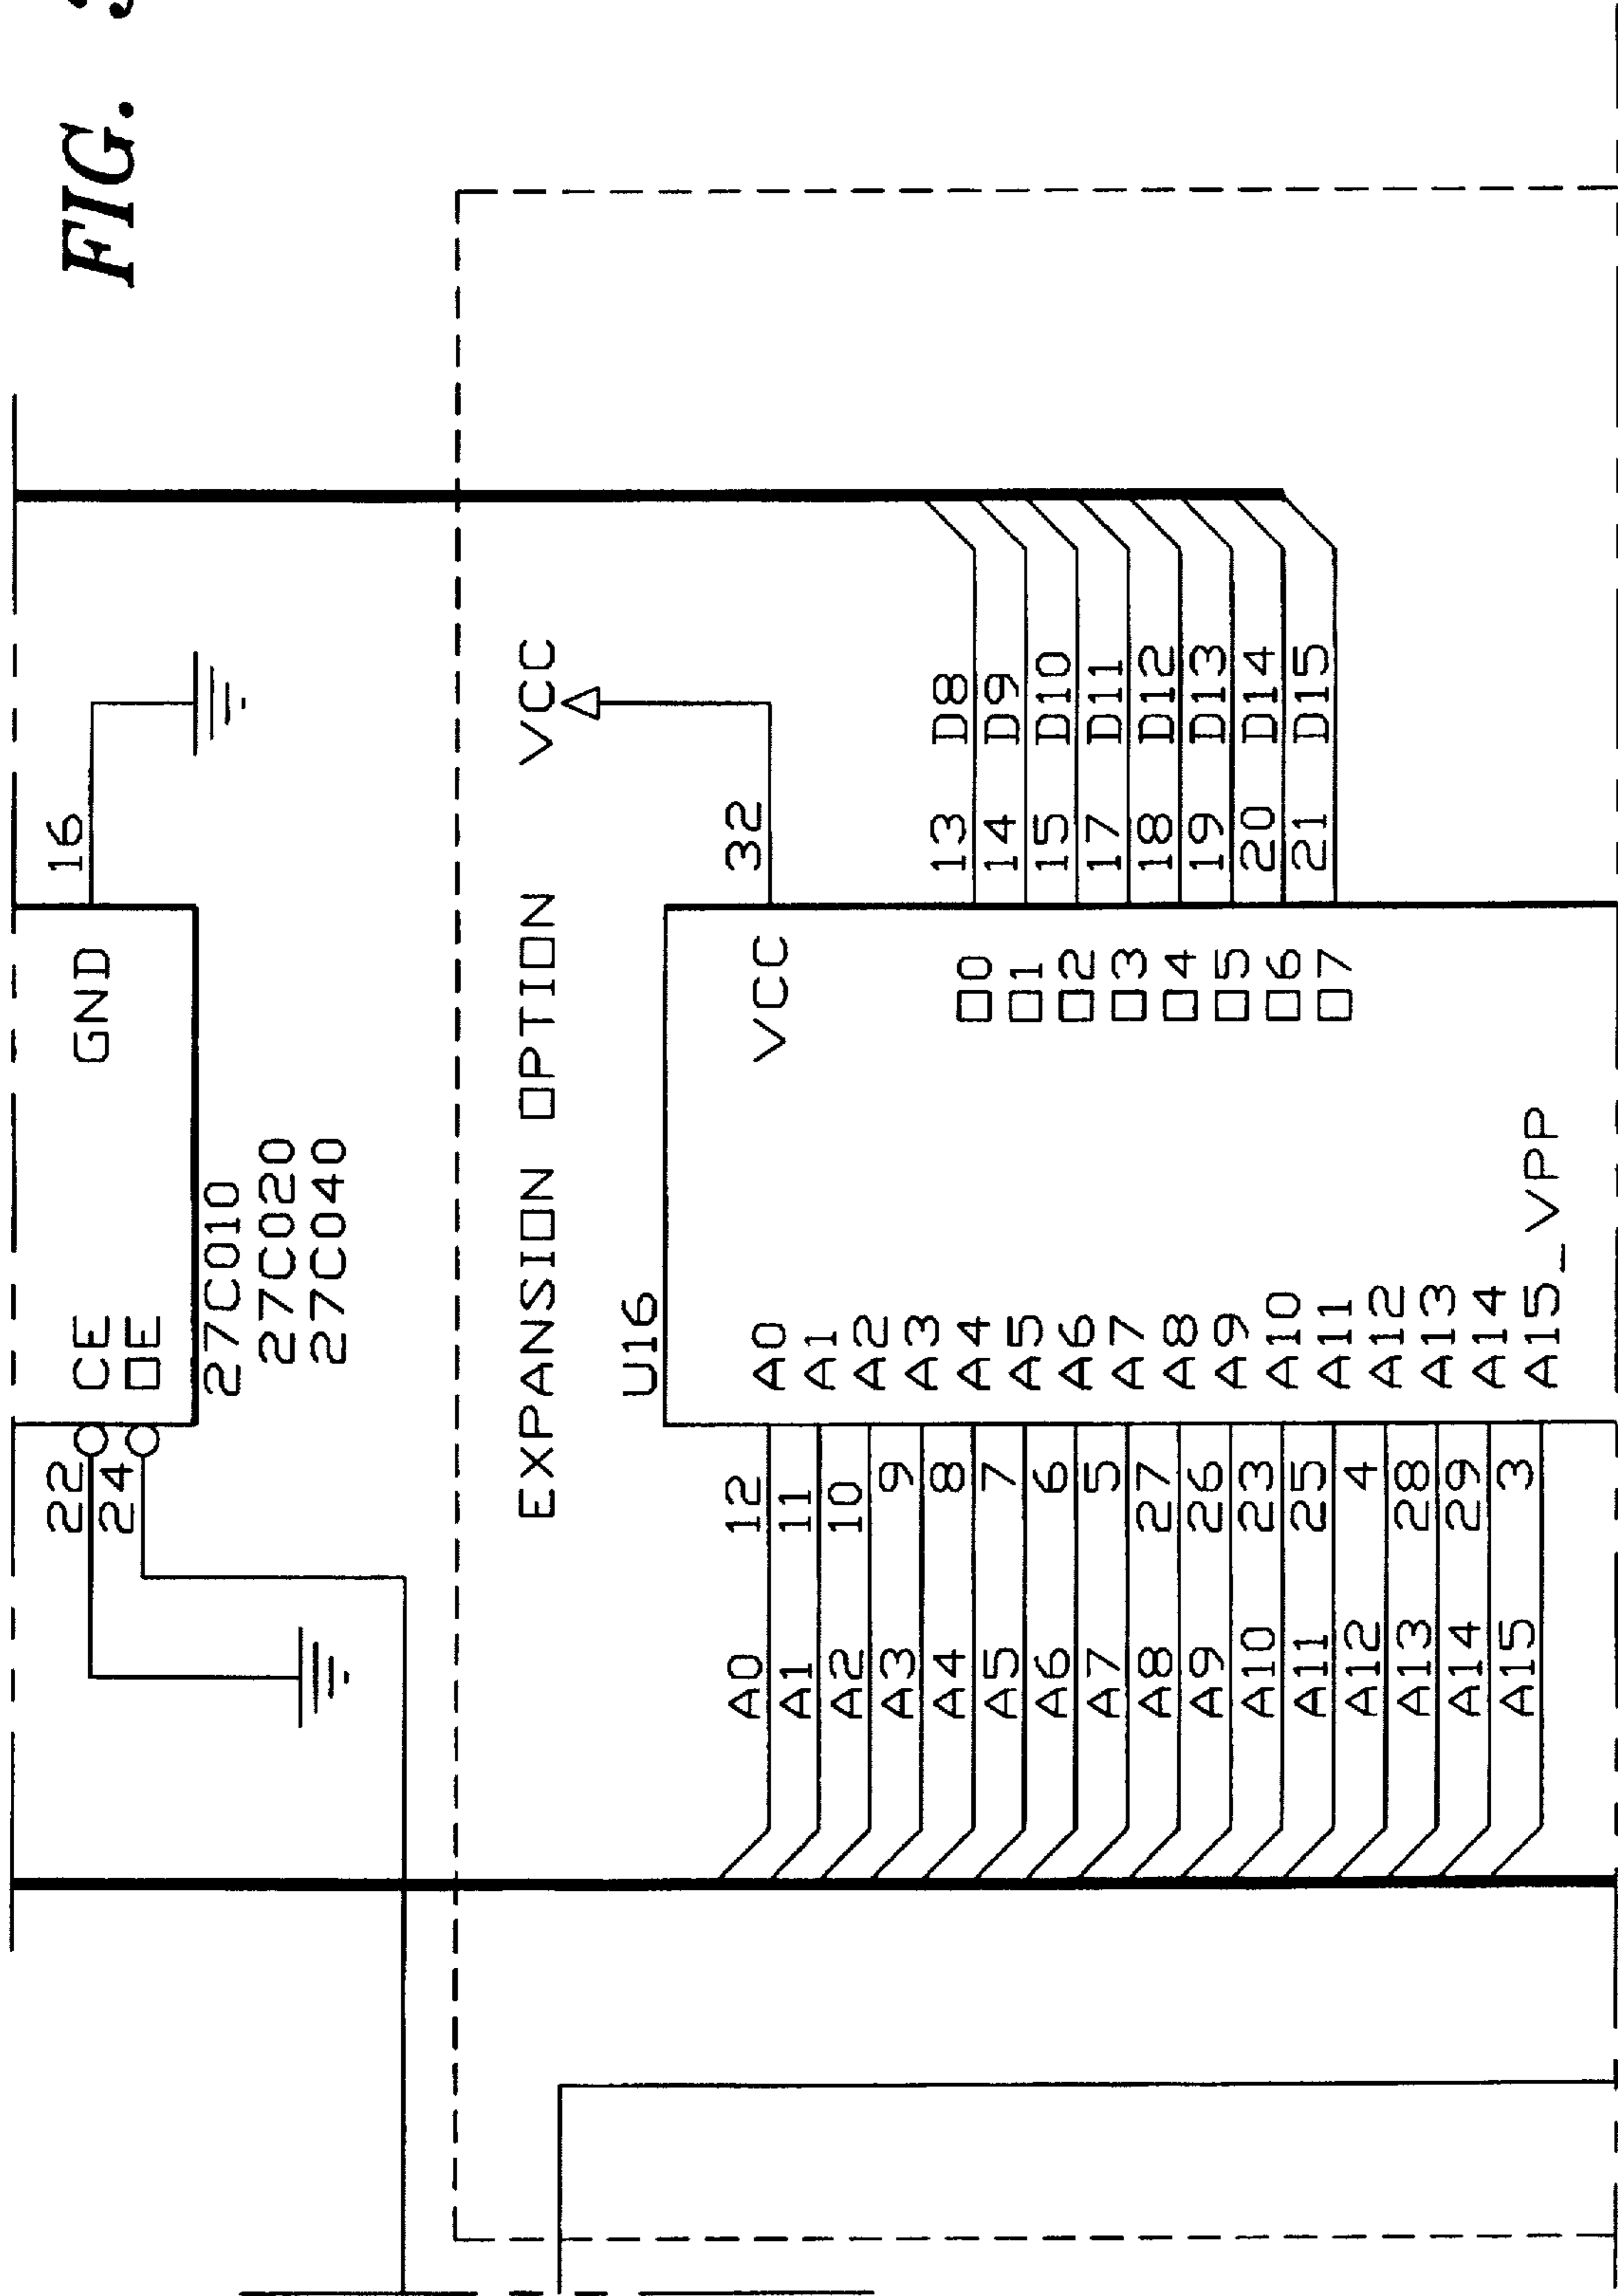 FIG.
16
GND
22 CE
24 OE
27C010
27C020
27C040
EXPANSION OPTION VCC
U16
32
VCC
A0 12 A0
A1 11 A1
A2 10 A2
A3 9 A3
A4 8 A4 O0 13 D8
A5 7 A5 O1 14 D9
A6 6 A6 O2 15 D10
A7 5 A7 O3 17 D11
A8 27 A8 O4 18 D12
A9 26 A9 O5 19 D13
A10 23 A10 O6 20 D14
A11 25 A11 O7 21 D15
A12 4 A12
A13 28 A13
A14 29 A14
A15 3 A15_VPP